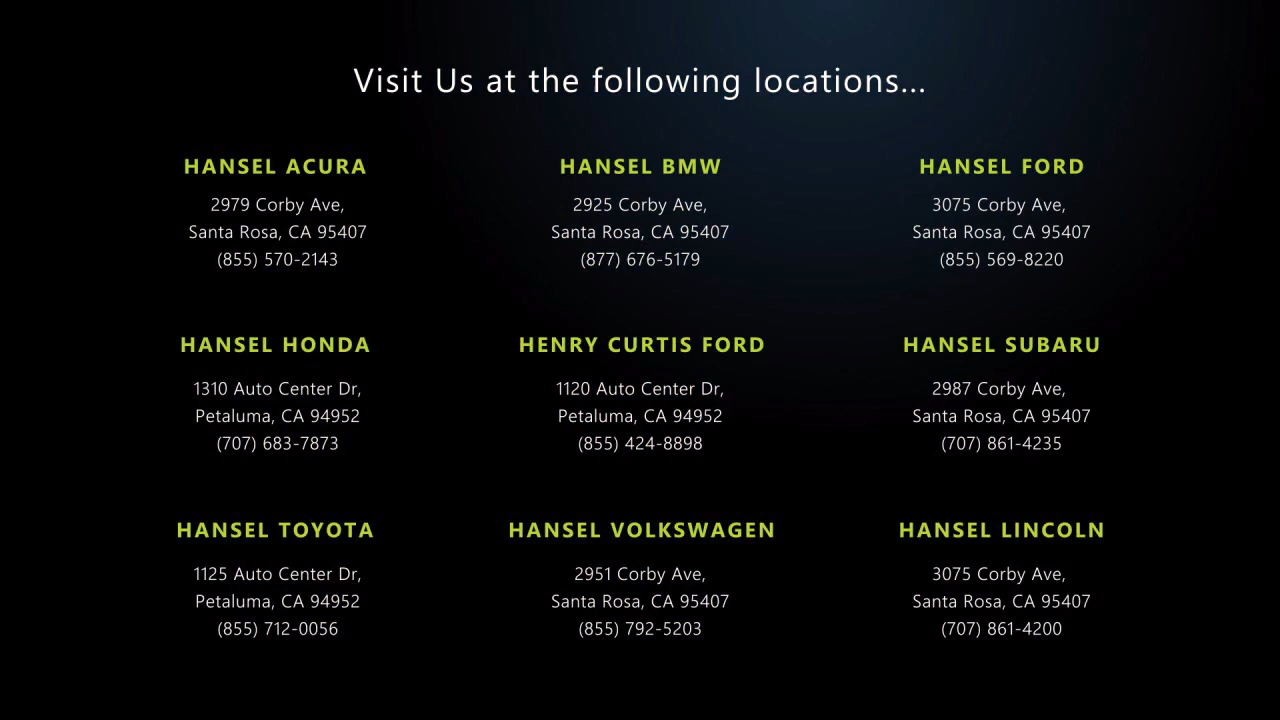 Visit Us at the following locations...
HANSEL ACURA
2979 Corby Ave,
Santa Rosa, CA 95407
(855) 570-2143
HANSEL BMW
2925 Corby Ave,
Santa Rosa, CA 95407
(877) 676-5179
HANSEL FORD
3075 Corby Ave,
Santa Rosa, CA 95407
(855) 569-8220
HANSEL HONDA
1310 Auto Center Dr,
Petaluma, CA 94952
(707) 683-7873
HENRY CURTIS FORD
1120 Auto Center Dr,
Petaluma, CA 94952
(855) 424-8898
HANSEL SUBARU
2987 Corby Ave,
Santa Rosa, CA 95407
(707) 861-4235
HANSEL TOYOTA
1125 Auto Center Dr,
Petaluma, CA 94952
(855) 712-0056
HANSEL VOLKSWAGEN
2951 Corby Ave,
Santa Rosa, CA 95407
(855) 792-5203
HANSEL LINCOLN
3075 Corby Ave,
Santa Rosa, CA 95407
(707) 861-4200